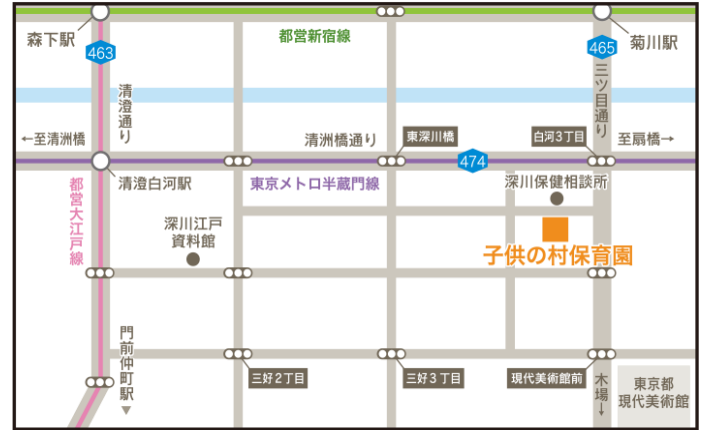 森下駅
都営新宿線
菊川駅
463
465
清澄通り
三ツ目通り
←至清洲橋
清洲橋通り
東深川橋
白河3丁目
至扇橋→
474
清澄白河駅
東京メトロ半蔵門線
深川保健相談所
都営大江戸線
深川江戸
資料館
子供の村保育園
門前仲町駅▼
三好2丁目
三好3丁目
現代美術館前
木場→
東京都
現代美術館